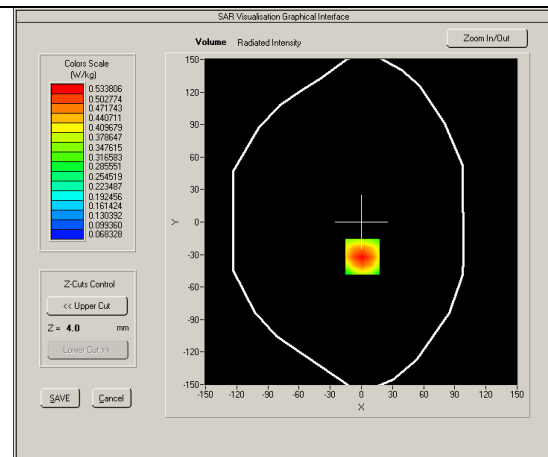 SAR Visualisation Graphical Interface
Volume Radiated Intensity
Zoom In/Out
Colors Scale
(W/kg)
0.533806
0.502774
0.471743
0.440711
0.409679
0.378647
0.347615
0.316583
0.285551
0.254519
0.223487
0.192456
0.161424
0.130392
0.099360
0.068328
Z-Cuts Control
<< Upper Cut
Z = 4.0 mm
Lower Cut >>
SAVE Cancel
150
120
90
60
30
Y 0
-30
-60
-90
-120
-150
-150 -120 -90 -60 -30 0 30 60 90 120 150
X